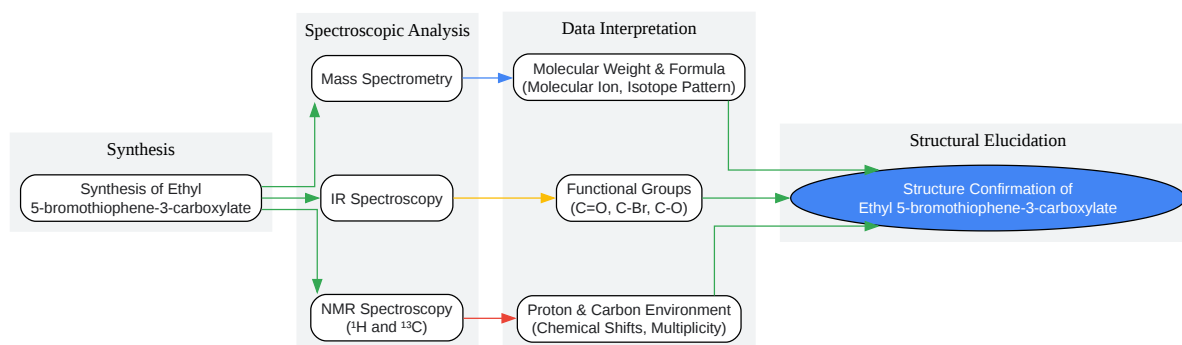 Spectroscopic Analysis
Data Interpretation
Mass Spectrometry
Molecular Weight & Formula
(Molecular Ion, Isotope Pattern)
Synthesis
Structural Elucidation
Synthesis of Ethyl
5-bromothiophene-3-carboxylate
IR Spectroscopy
Functional Groups
(C=O, C-Br, C-O)
Structure Confirmation of
Ethyl 5-bromothiophene-3-carboxylate
NMR Spectroscopy
(¹H and ¹³C)
Proton & Carbon Environment
(Chemical Shifts, Multiplicity)